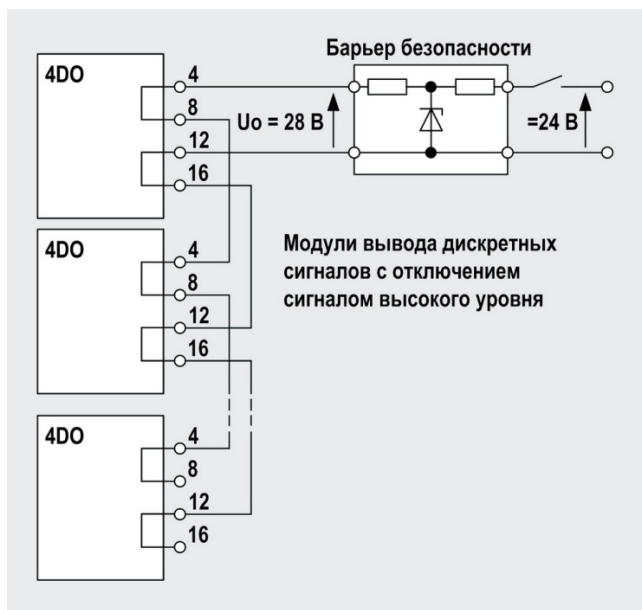 Барьер безопасности
4DO
4
8
12
16
Uo = 28 В
=24 В
4DO
4
8
12
16
Модули вывода дискретных
сигналов с отключением
сигналом высокого уровня
4DO
4
8
12
16